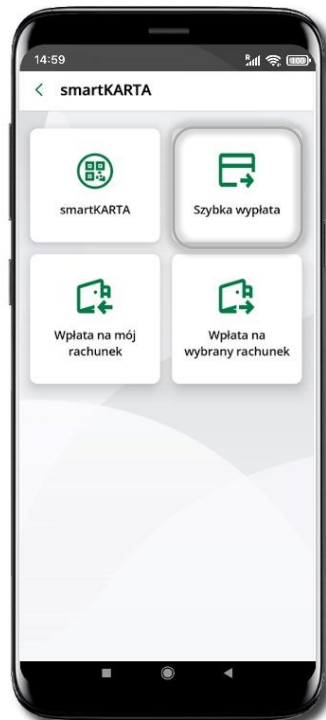 14:59
smartKARTA
smartKARTA
Szybka wypłata
Wpłata na mój
rachunek
Wpłata na
wybrany rachunek